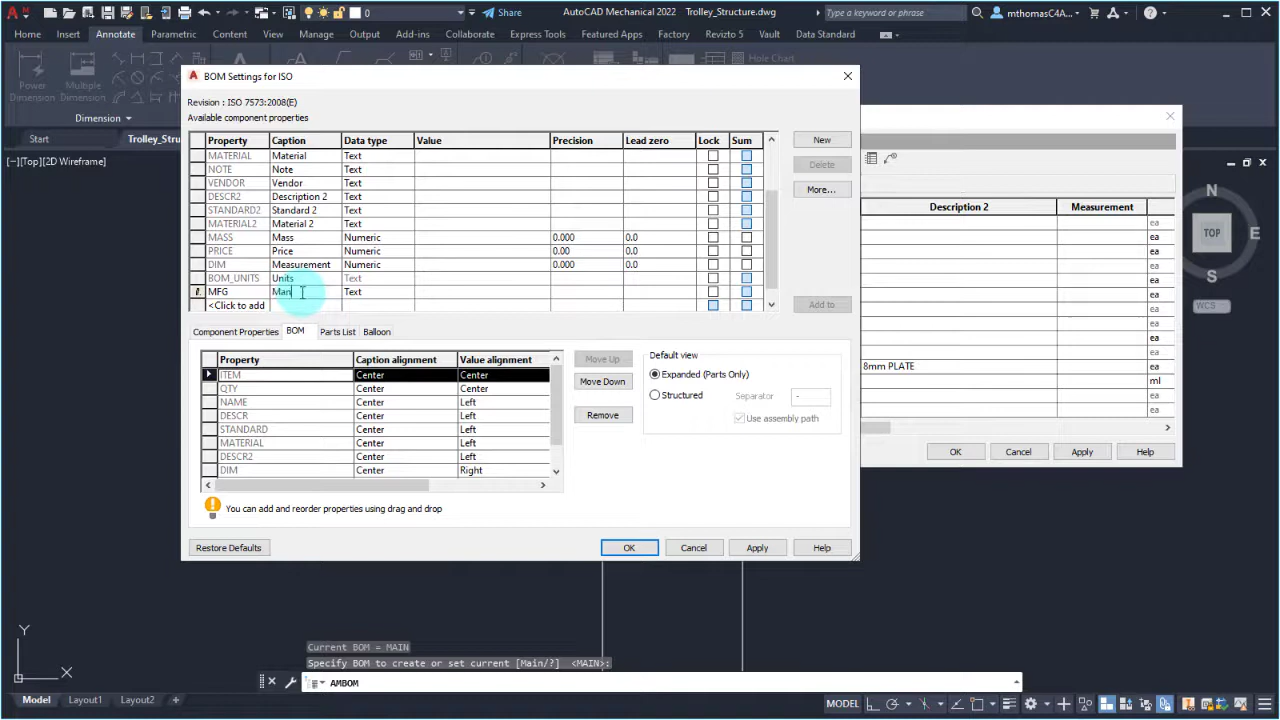 0
Share
AutoCAD Mechanical 2022 Trolley_Structure.dwg
Type a keyword or phrase
mthomasC4A...
Home Insert Annotate Parametric Content View Manage Output Add-ins Collaborate Express Tools Featured Apps Factory Revizto 5 Vault Data Standard
Power Dimension
Multiple Dimension
Hole Chart
Dimension
Start
Trolley_Stru
[−][Top][2D Wireframe]
BOM Settings for ISO
Revision : ISO 7573:2008(E)
Available component properties
Property Caption Data type Value Precision Lead zero Lock Sum
MATERIAL Material Text
NOTE Note Text
VENDOR Vendor Text
DESCR2 Description 2 Text
STANDARD2 Standard 2 Text
MATERIAL2 Material 2 Text
MASS Mass Numeric 0.000 0.0
PRICE Price Numeric 0.00 0.0
DIM Measurement Numeric 0.000 0.0
BOM_UNITS Units Text
MFG Man Text
<Click to add
New
Delete
More...
Add to
Component Properties BOM Parts List Balloon
Property Caption alignment Value alignment
ITEM Center Center
QTY Center Center
NAME Center Left
DESCR Center Left
STANDARD Center Left
MATERIAL Center Left
DESCR2 Center Left
DIM Center Right
Move Up
Move Down
Remove
Default view
Expanded (Parts Only)
Structured Separator -
Use assembly path
You can add and reorder properties using drag and drop
Restore Defaults OK Cancel Apply Help
Description 2 Measurement
ea
ea
ea
ea
ea
ea
ea
ea
ea
ea
8mm PLATE ea
ml
ea
ea
OK Cancel Apply Help
N
TOP
E
S
WCS
Y
X
Current BOM = MAIN
Specify BOM to create or set current [Main/?] <MAIN>:
AMBOM
Model Layout1 Layout2 +
MODEL